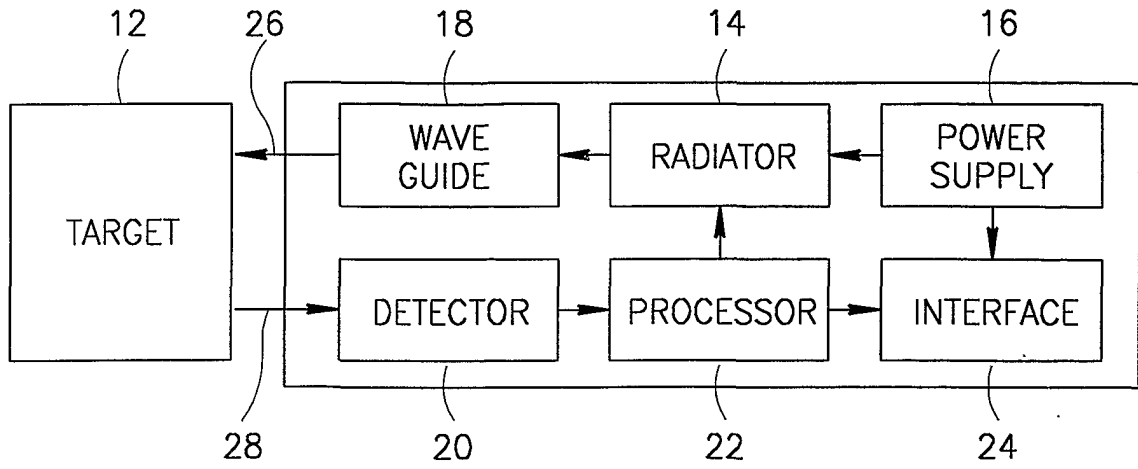 12 26 18 14 16
WAVE
GUIDE
RADIATOR
POWER
SUPPLY
TARGET
DETECTOR
PROCESSOR
INTERFACE
28 20 22 24